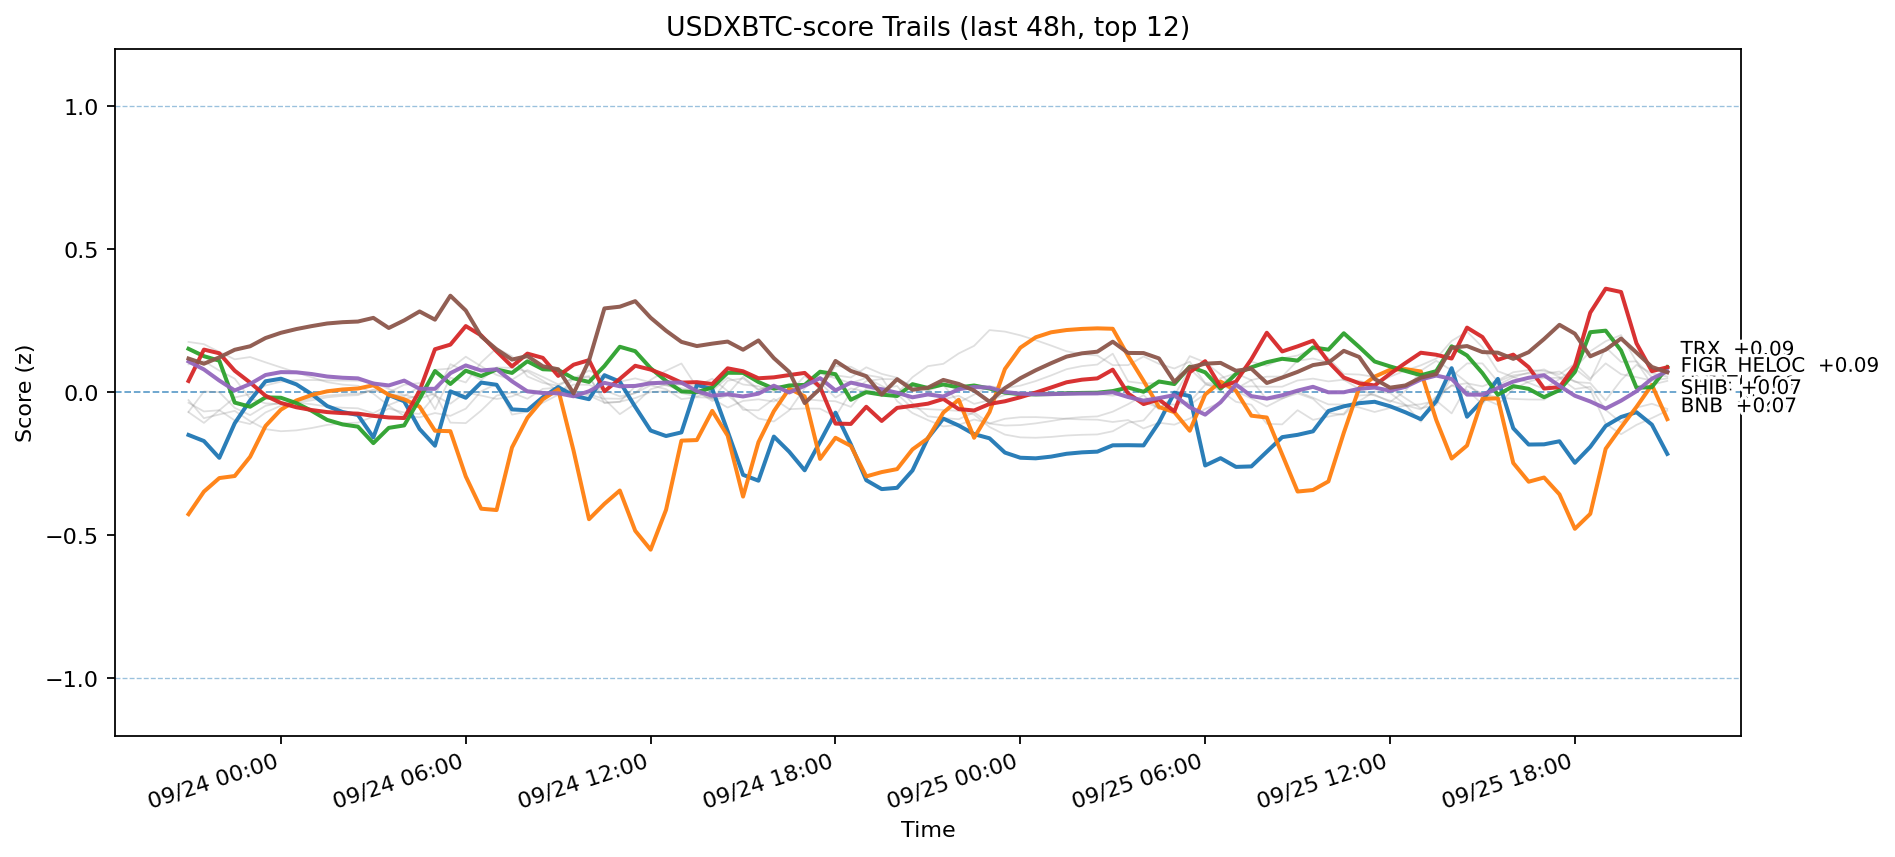 USDXBTC-score Trails (last 48h, top 12)
Score (z)
1.0
0.5
0.0
−0.5
−1.0
TRX +0.09
FIGR_HELOC +0.09
SHIB +0.07
BNB +0.07
09/24 00:00
09/24 06:00
09/24 12:00
09/24 18:00
09/25 00:00
09/25 06:00
09/25 12:00
09/25 18:00
Time